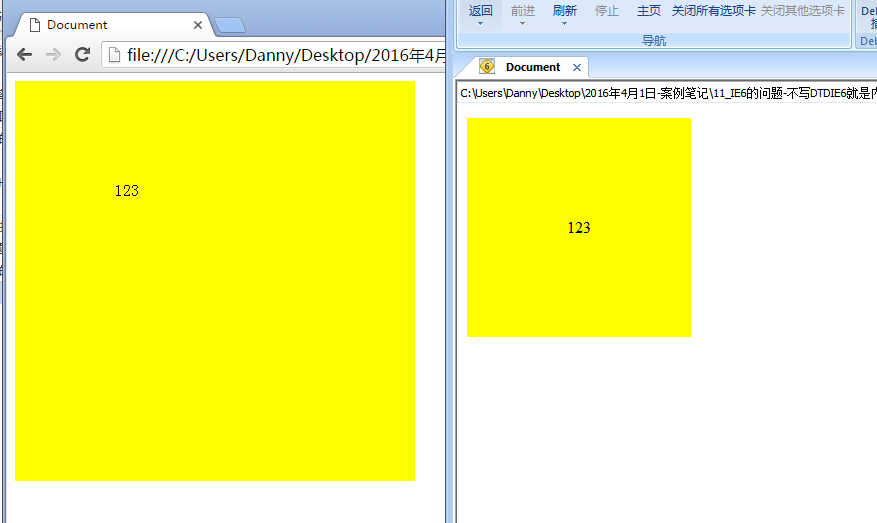 Document
file:///C:/Users/Danny/Desktop/2016年4月
123
返回 前进 刷新 停止 主页 关闭所有选项卡 关闭其他选项卡
导航
Document
C:\Users\Danny\Desktop\2016年4月1日-案例笔记\11_IE6的问题-不写DTDIE6就是
123